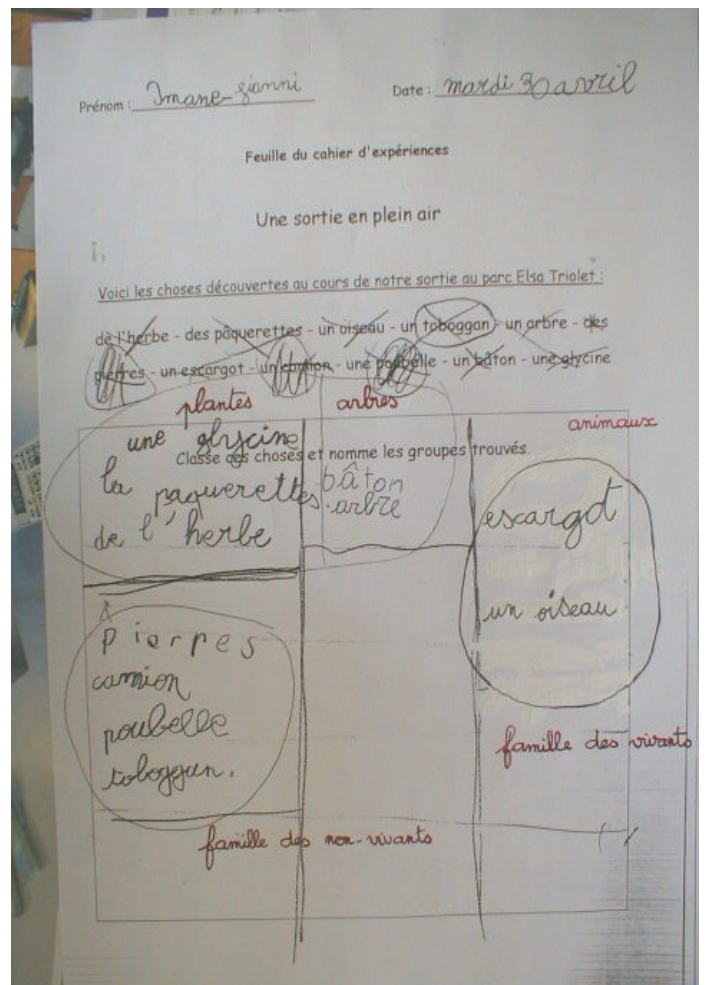 Prénom : Imane-Gianni Date : mardi 30 avril
Feuille du cahier d'expériences
Une sortie en plein air
Voici les choses découvertes au cours de notre sortie au parc Elsa Triolet :
de l'herbe - des pâquerettes - un oiseau - un toboggan - un arbre - des
pierres - un escargot - un camion - une poubelle - un bâton - une glycine
plantes arbres
animaux
une glycine
Classe ces choses et nomme les groupes trouvés.
la paquerettes bâton
arbre
de l'herbe
escargot
un oiseau
pierres
camion
poubelle
toboggan.
famille des vivants
famille des non-vivants